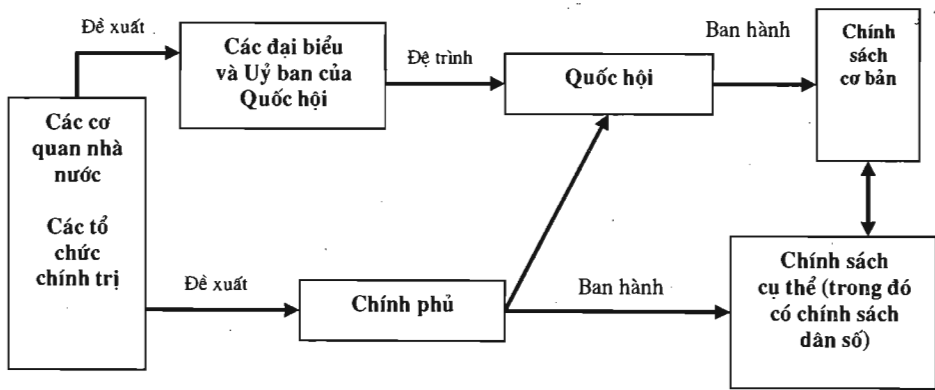 Đề xuất
Các đại biểu
và Uỷ ban của
Quốc hội
Đệ trình
Quốc hội
Ban hành
Chính
sách
cơ bản
Các cơ
quan nhà
nước
Các tổ
chức
chính trị
Đề xuất
Chính phủ
Ban hành
Chính sách
cụ thể (trong đó
có chính sách
dân số)